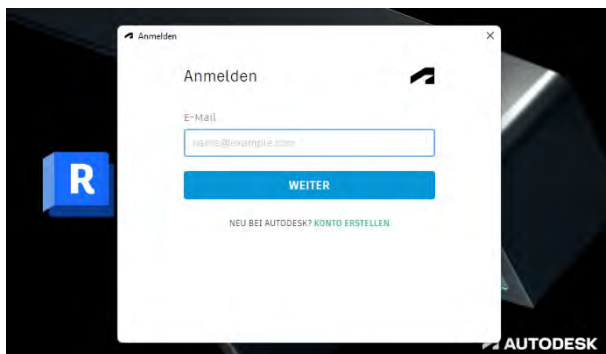 Anmelden
Anmelden
E-Mail
name@example.com
WEITER
NEU BEI AUTODESK? KONTO ERSTELLEN
R
AUTODESK